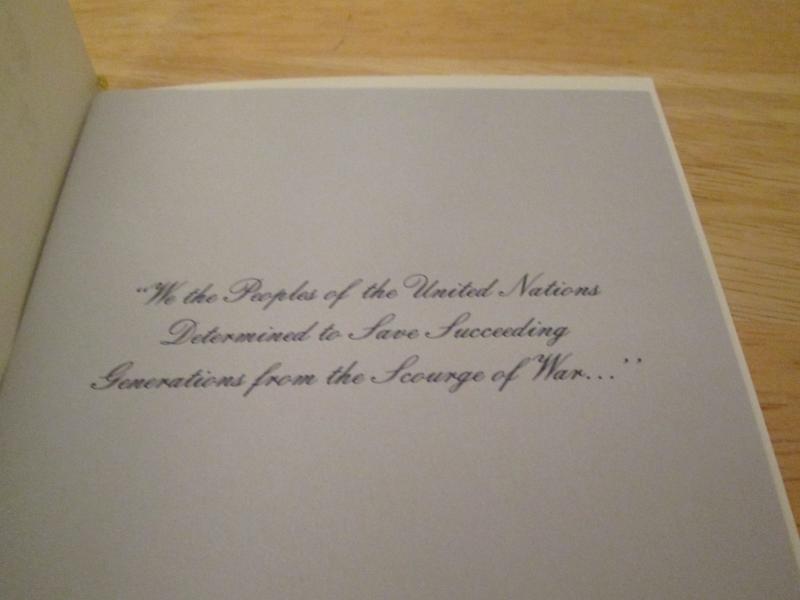 “We the Peoples of the United Nations
Determined to Save Succeeding
Generations from the Scourge of War...’’